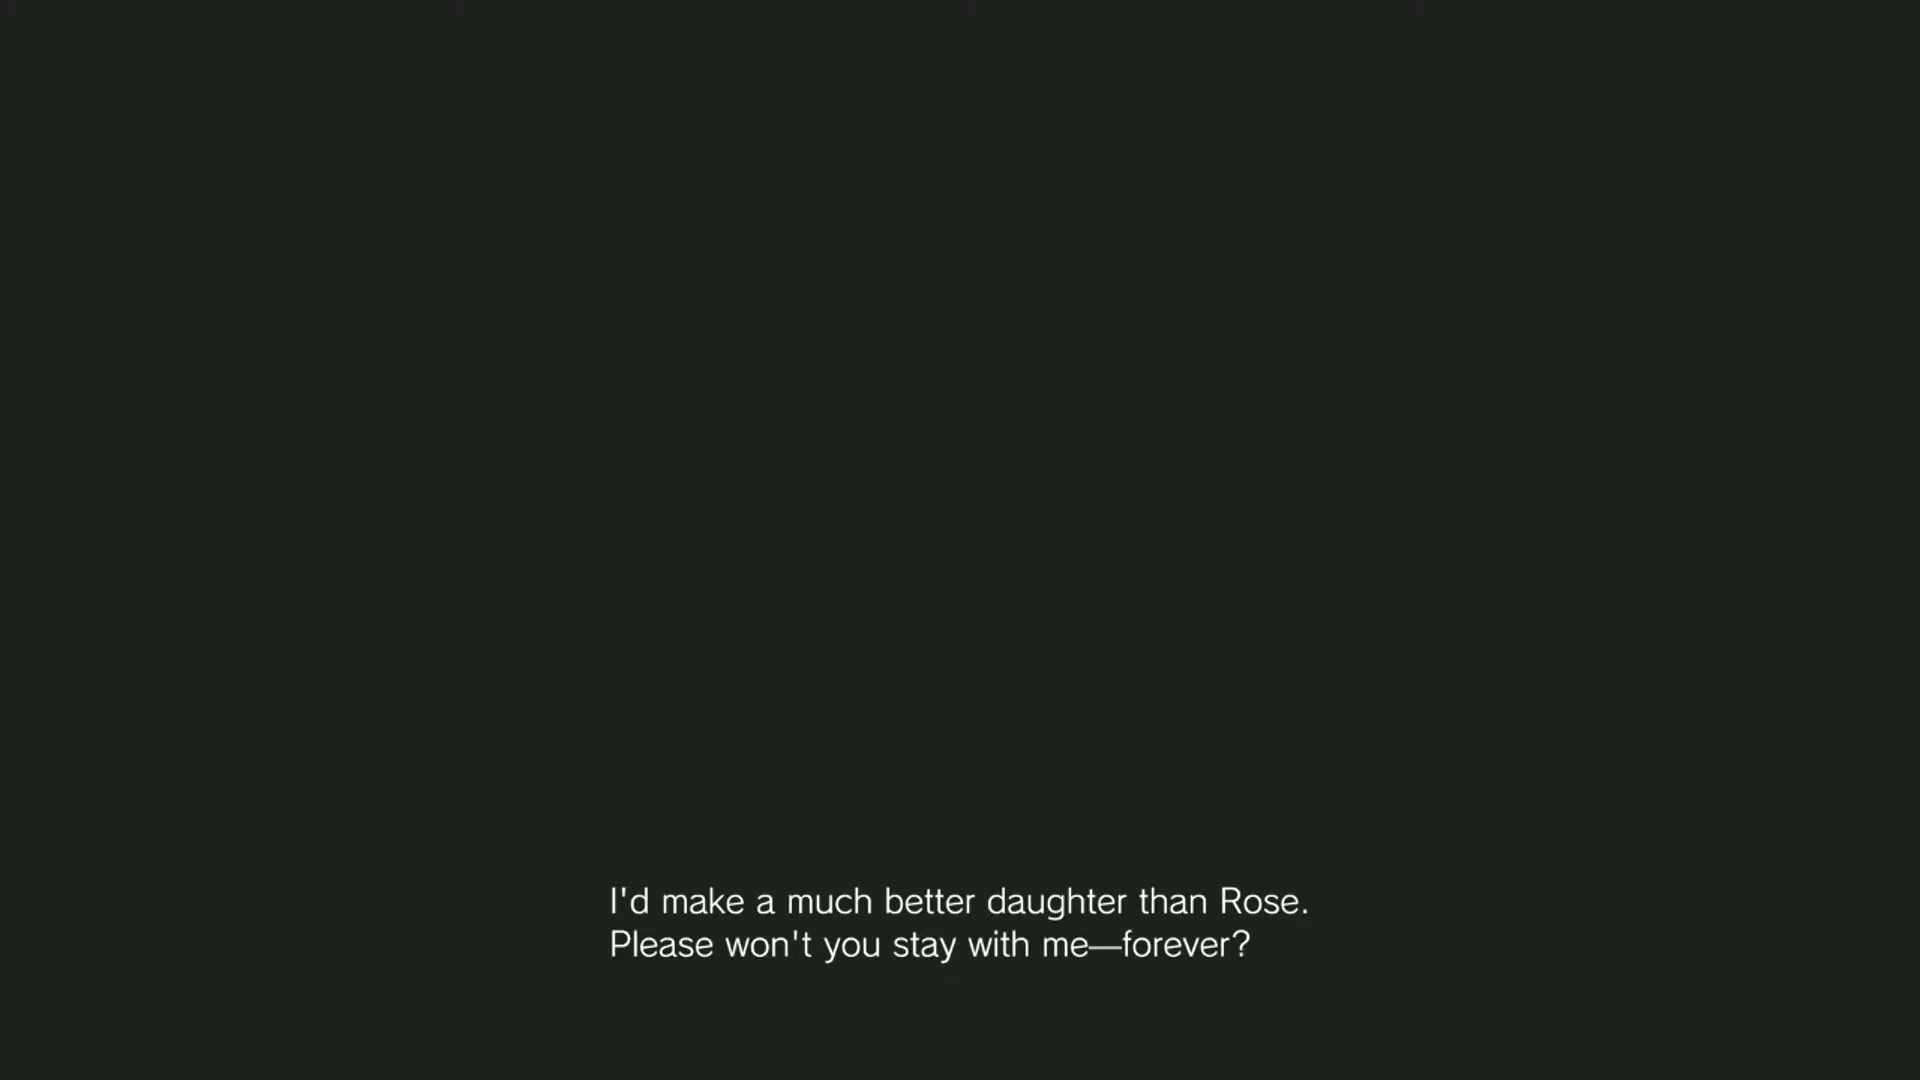 I'd make a much better daughter than Rose.
Please won't you stay with me—forever?